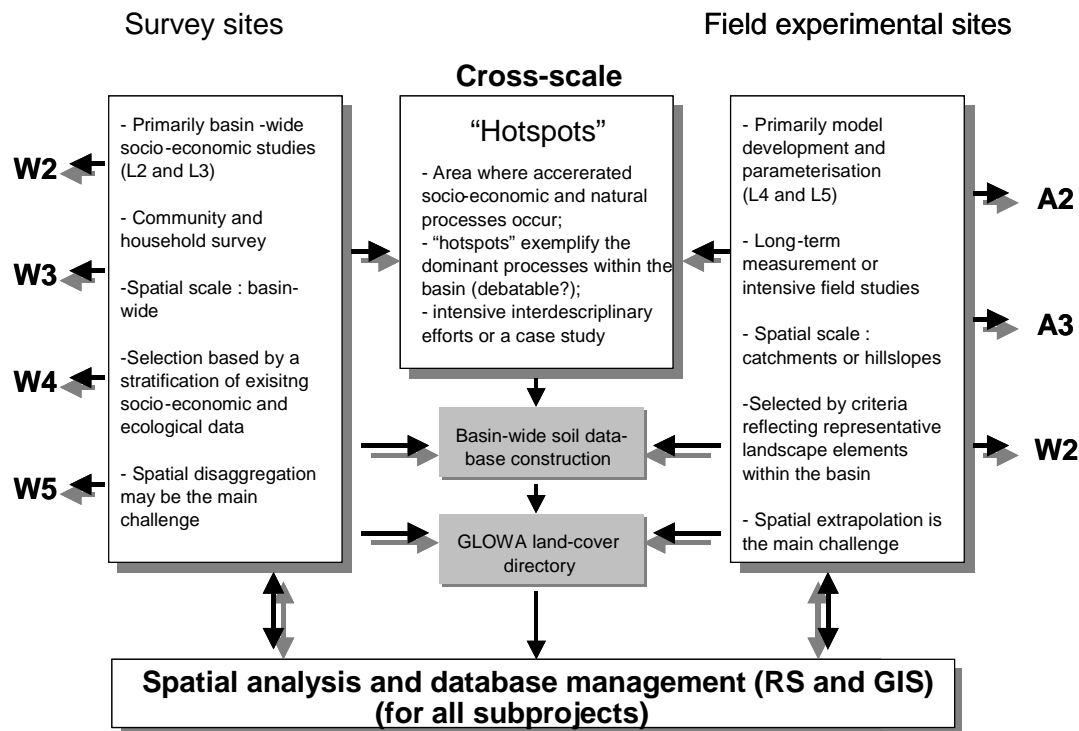 Survey sites
Field experimental sites
Cross-scale
- Primarily basin -wide
socio-economic studies
(L2 and L3)
- Community and
household survey
-Spatial scale : basin-
wide
-Selection based by a
stratification of exisitng
socio-economic and
ecological data
- Spatial disaggregation
may be the main
challenge
W2
W3
W4
W5
"Hotspots"
- Area where accererated
socio-economic and natural
processes occur;
- "hotspots" exemplify the
dominant processes within the
basin (debatable?);
- intensive interdescriplinary
efforts or a case study
Basin-wide soil data-
base construction
GLOWA land-cover
directory
- Primarily model
development and
parameterisation
(L4 and L5)
- Long-term
measurement or
intensive field studies
- Spatial scale :
catchments or hillslopes
-Selected by criteria
reflecting representative
landscape elements
within the basin
- Spatial extrapolation is
the main challenge
A2
A3
W2
Spatial analysis and database management (RS and GIS)
(for all subprojects)